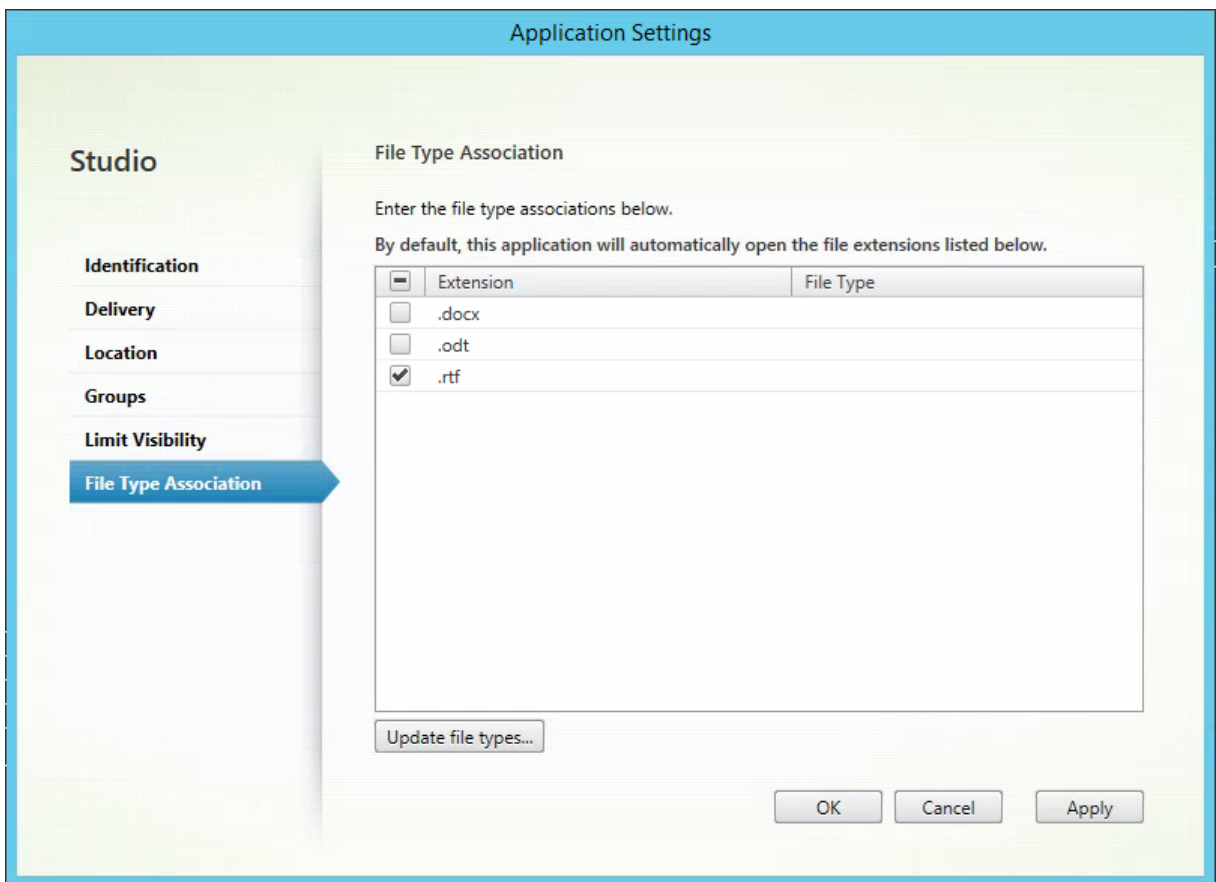 Application Settings
Studio
Identification
Delivery
Location
Groups
Limit Visibility
File Type Association
File Type Association
Enter the file type associations below.
By default, this application will automatically open the file extensions listed below.
Extension File Type
.docx
.odt
.rtf
Update file types...
OK Cancel Apply